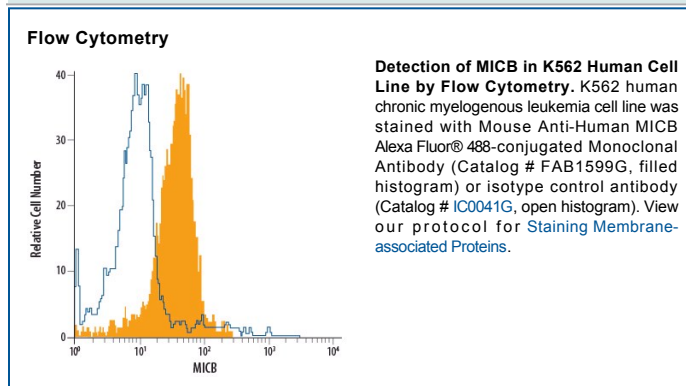 Flow Cytometry
Detection of MICB in K562 Human Cell
Line by Flow Cytometry. K562 human
chronic myelogenous leukemia cell line was
stained with Mouse Anti-Human MICB
Alexa Fluor® 488-conjugated Monoclonal
Antibody (Catalog # FAB1599G, filled
histogram) or isotype control antibody
(Catalog # IC0041G, open histogram). View
our protocol for Staining Membrane-
associated Proteins.
Relative Cell Number
40
30
20
10
0
10⁰ 10¹ 10² 10³ 10⁴
MICB